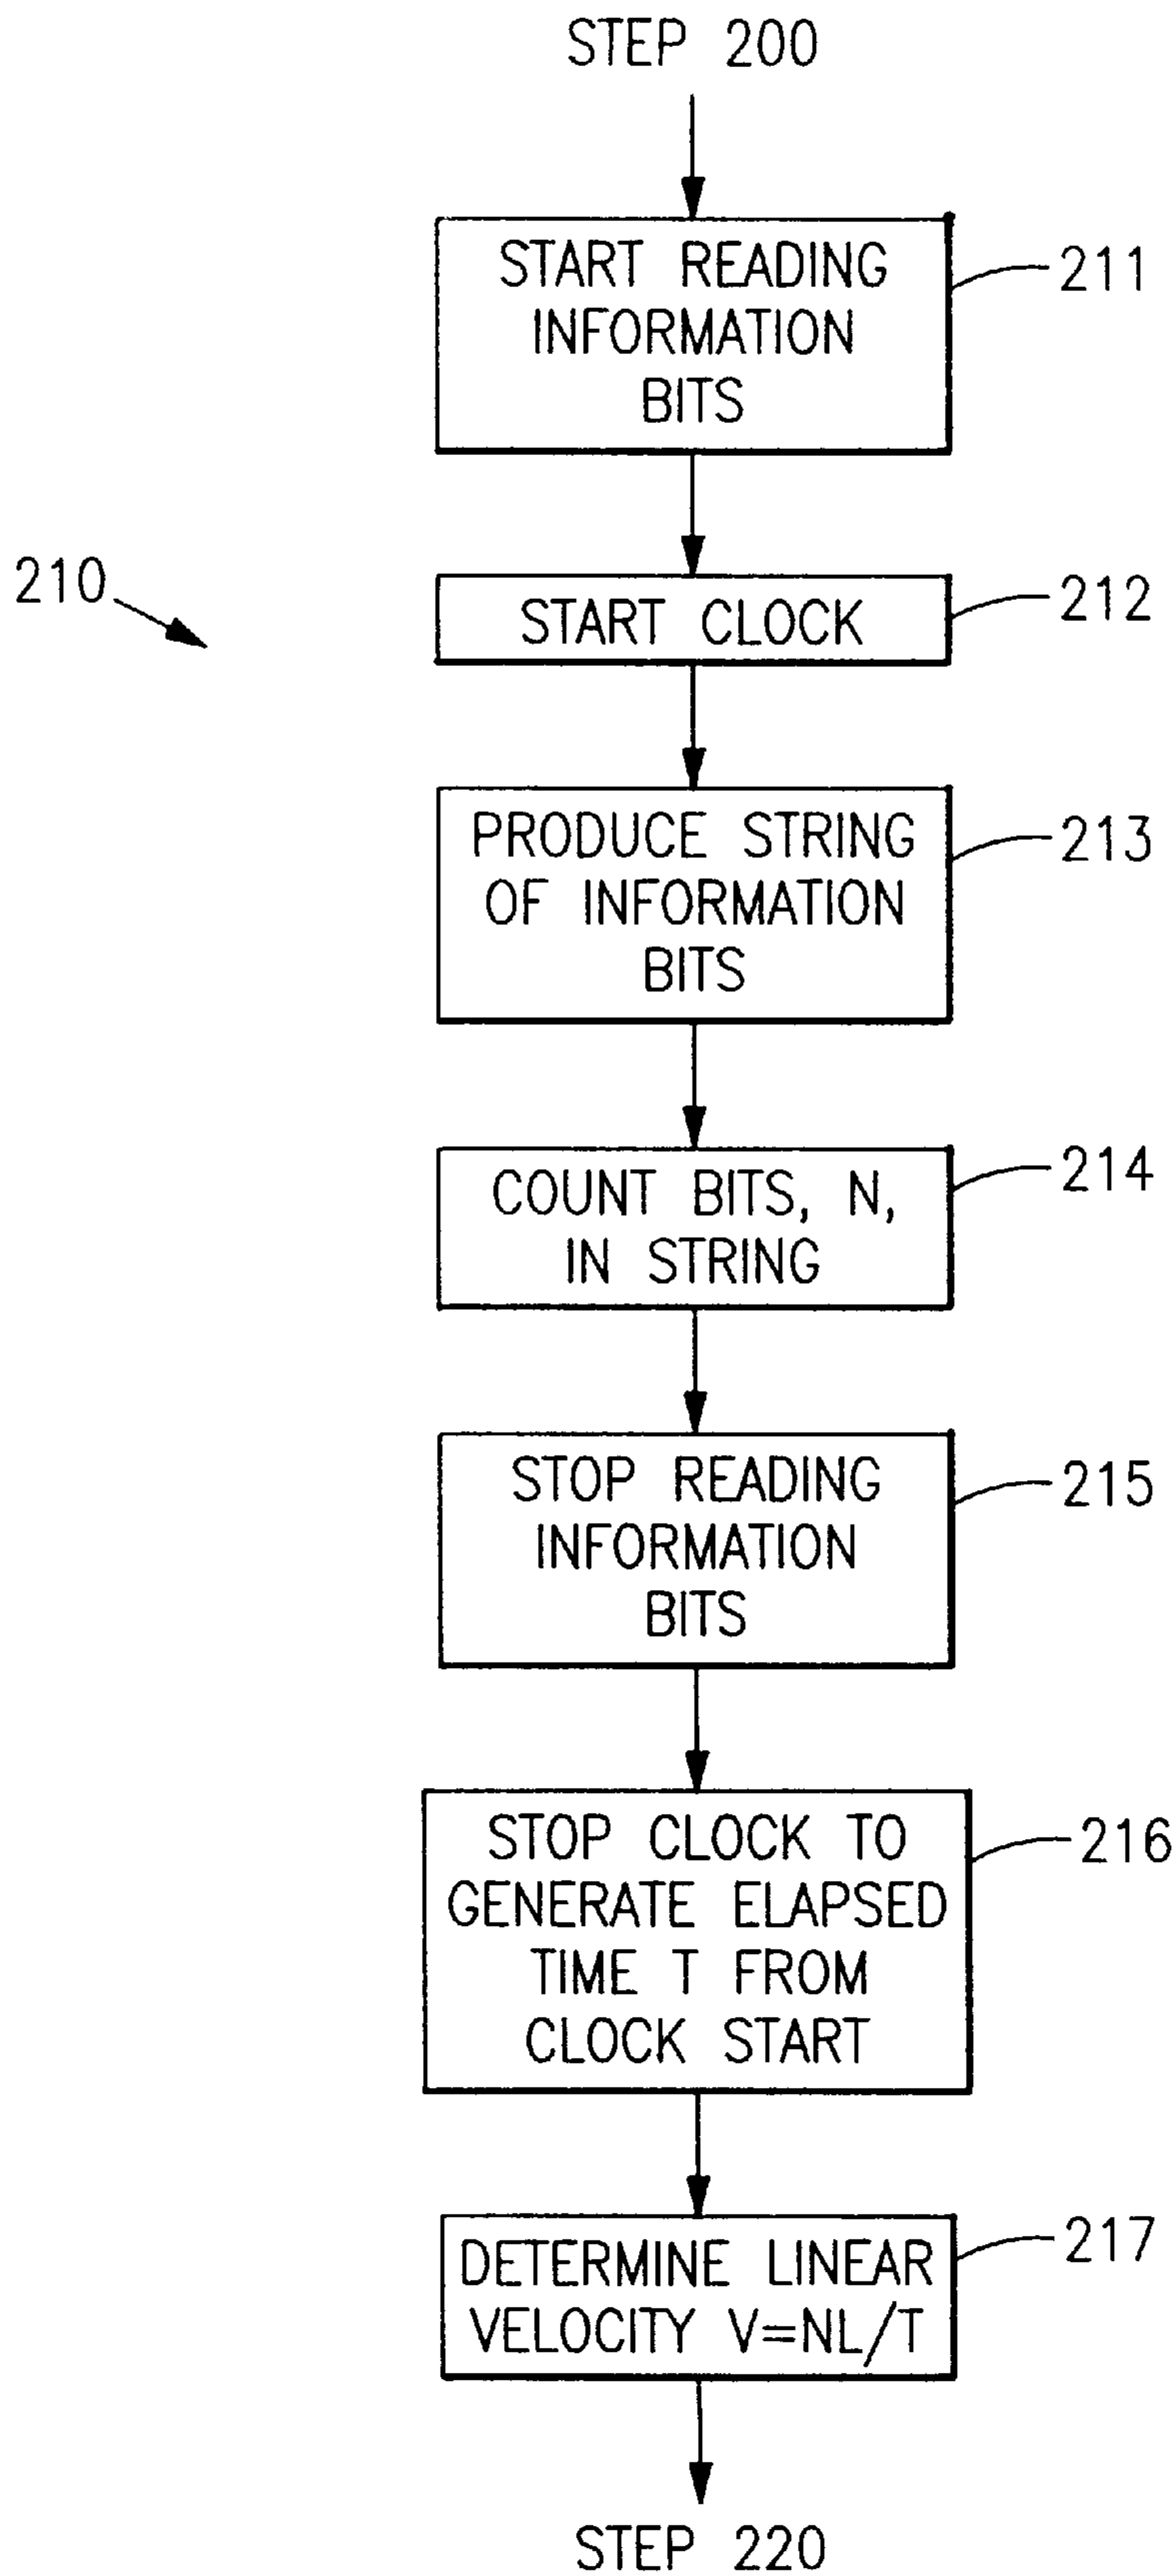 STEP 200
START READING
INFORMATION
BITS
211
210
START CLOCK
212
PRODUCE STRING
OF INFORMATION
BITS
213
COUNT BITS, N,
IN STRING
214
STOP READING
INFORMATION
BITS
215
STOP CLOCK TO
GENERATE ELAPSED
TIME T FROM
CLOCK START
216
DETERMINE LINEAR
VELOCITY V=NL/T
217
STEP 220